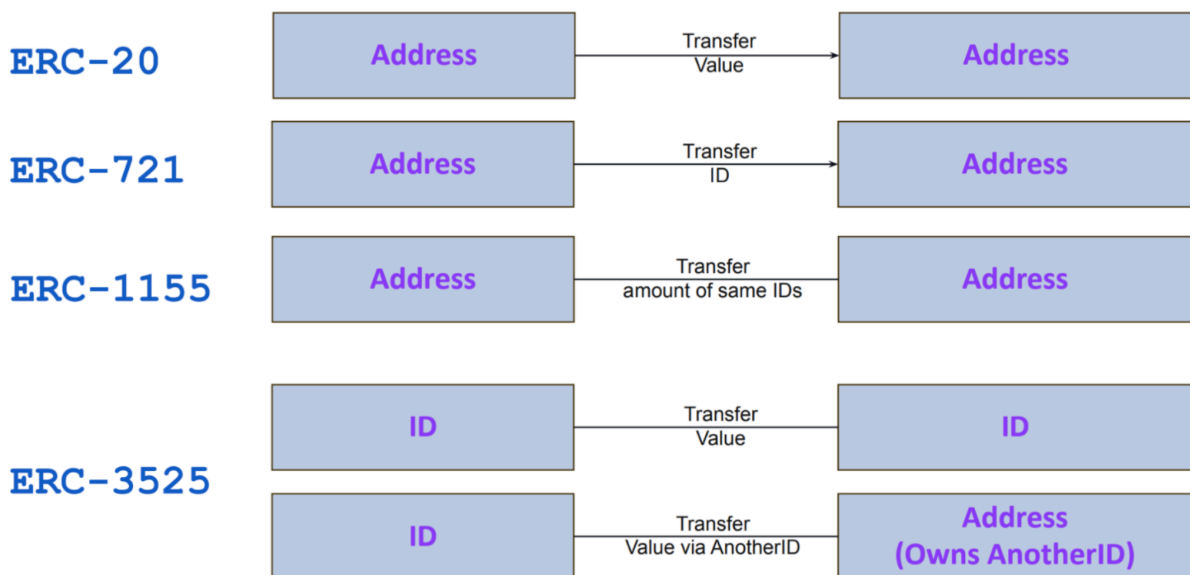 ERC-20
Address
Transfer
Value
Address
ERC-721
Address
Transfer
ID
Address
ERC-1155
Address
Transfer
amount of same IDs
Address
ERC-3525
ID
Transfer
Value
ID
ID
Transfer
Value via AnotherID
Address
(Owns AnotherID)